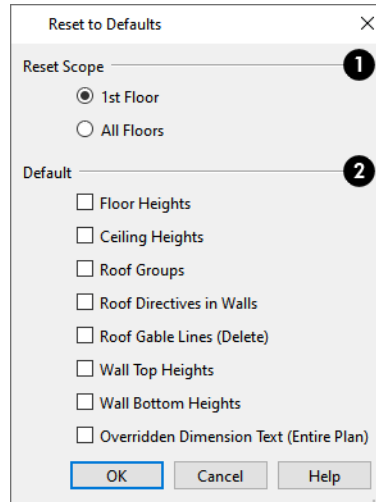 Reset to Defaults
Reset Scope 1
1st Floor
All Floors
Default 2
Floor Heights
Ceiling Heights
Roof Groups
Roof Directives in Walls
Roof Gable Lines (Delete)
Wall Top Heights
Wall Bottom Heights
Overridden Dimension Text (Entire Plan)
OK Cancel Help